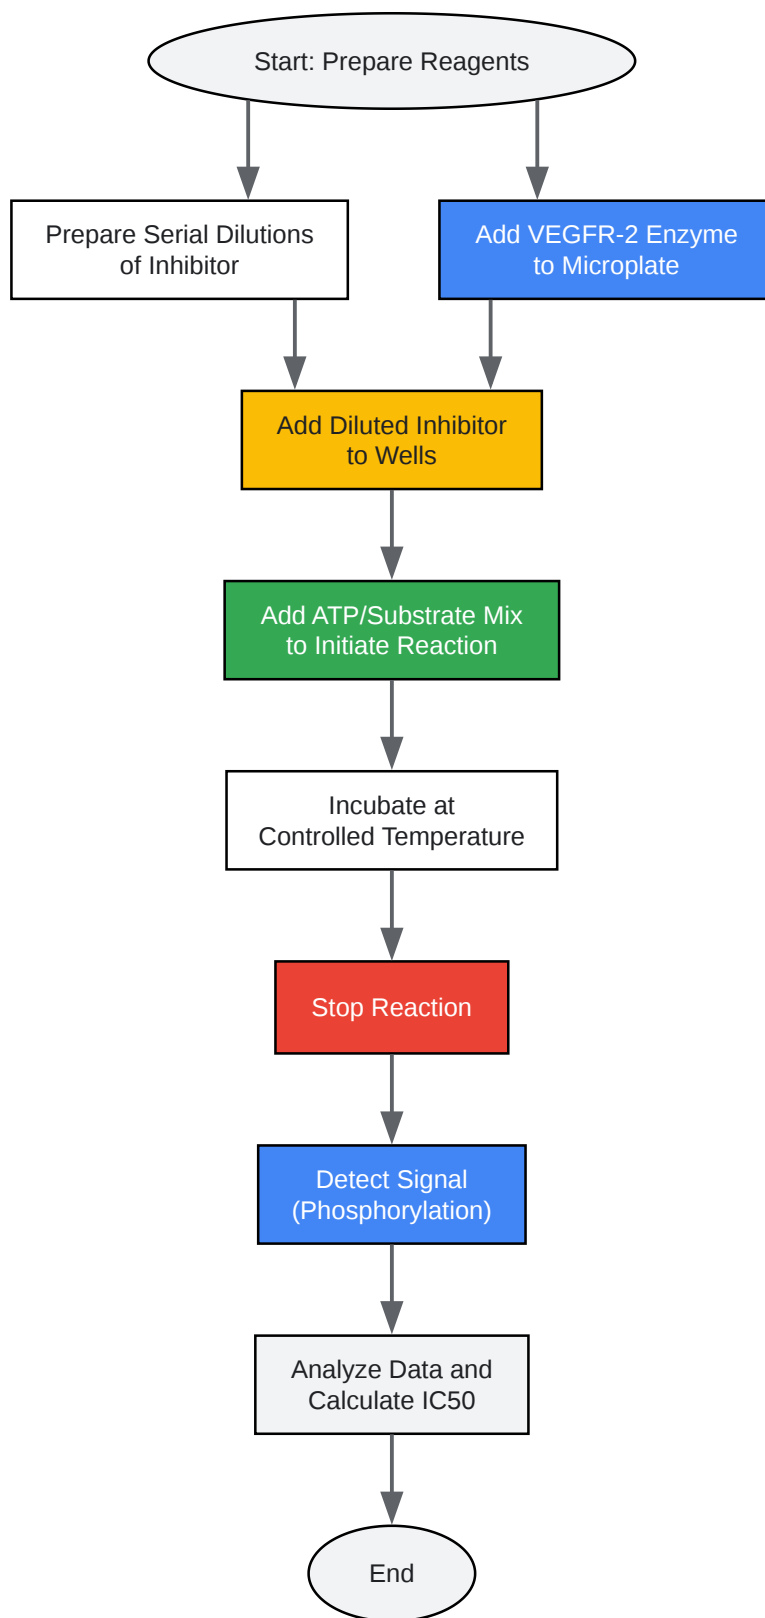 Start: Prepare Reagents
Prepare Serial Dilutions
of Inhibitor
Add VEGFR-2 Enzyme
to Microplate
Add Diluted Inhibitor
to Wells
Add ATP/Substrate Mix
to Initiate Reaction
Incubate at
Controlled Temperature
Stop Reaction
Detect Signal
(Phosphorylation)
Analyze Data and
Calculate IC50
End